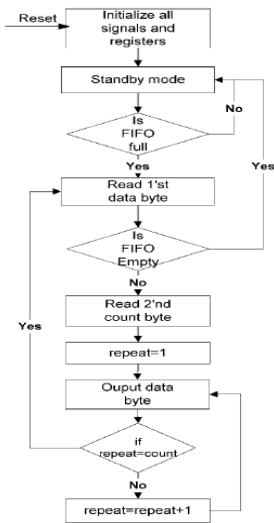 Reset
Initialize all
signals and
registers
Standby mode
Is
FIFO
full
No
Yes
Yes
Read 1'st
data byte
Is
FIFO
Empty
No
Read 2'nd
count byte
Yes
repeat=1
Ouput data
byte
if
repeat=count
No
repeat=repeat+1